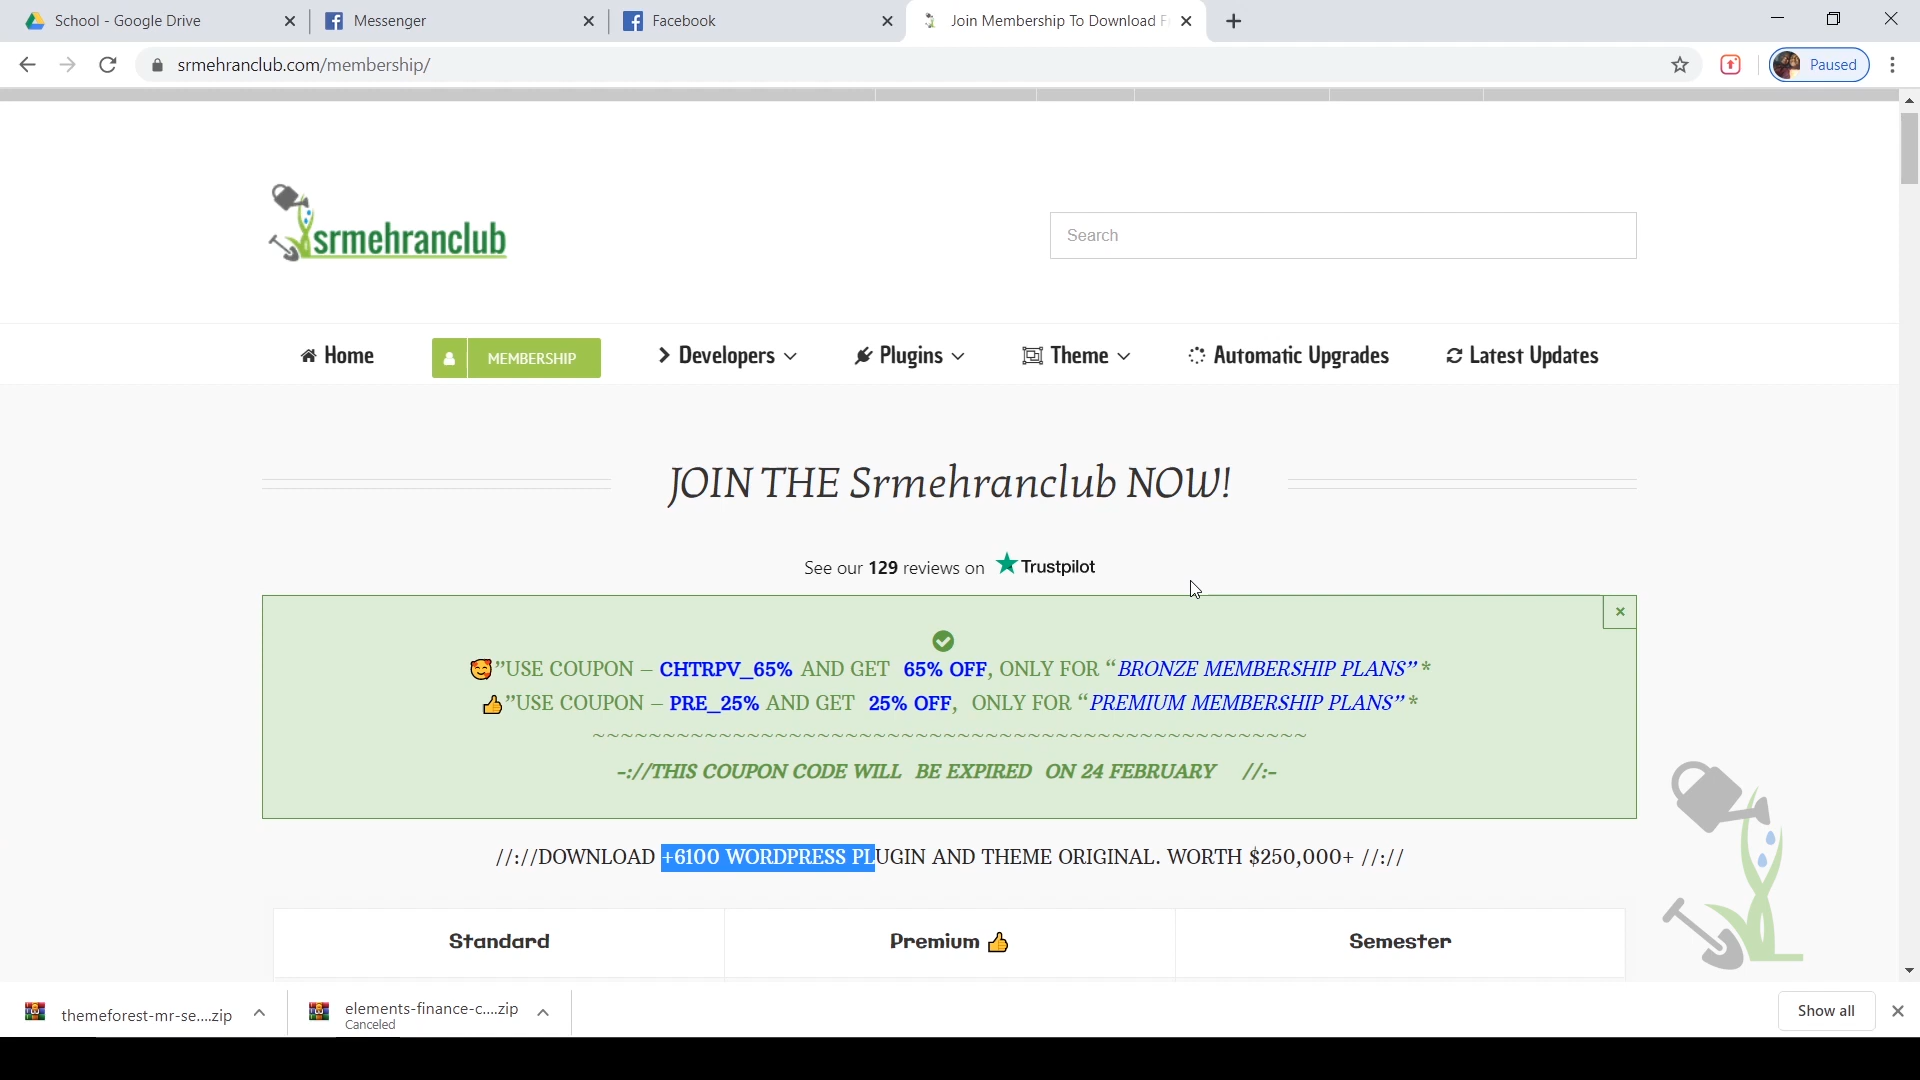 School - Google Drive
Messenger
Facebook
Join Membership To Download F
srmehranclub.com/membership/
Paused
srmehranclub
Search
Home
MEMBERSHIP
Developers
Plugins
Theme
Automatic Upgrades
Latest Updates
JOIN THE Srmehranclub NOW!
See our 129 reviews on Trustpilot
×
🥰”USE COUPON – CHTRPV_65% AND GET 65% OFF, ONLY FOR “BRONZE MEMBERSHIP PLANS” *
👍”USE COUPON – PRE_25% AND GET 25% OFF, ONLY FOR “PREMIUM MEMBERSHIP PLANS” *
~~~~~~~~~~~~~~~~~~~~~~~~~~~~~~~~~~~~~~~~~~~~~~~~~~~
-://THIS COUPON CODE WILL BE EXPIRED ON 24 FEBRUARY //:-
//://DOWNLOAD +6100 WORDPRESS PLUGIN AND THEME ORIGINAL. WORTH $250,000+ //://
Standard
Premium 👍
Semester
themeforest-mr-se....zip
elements-finance-c....zip
Canceled
Show all